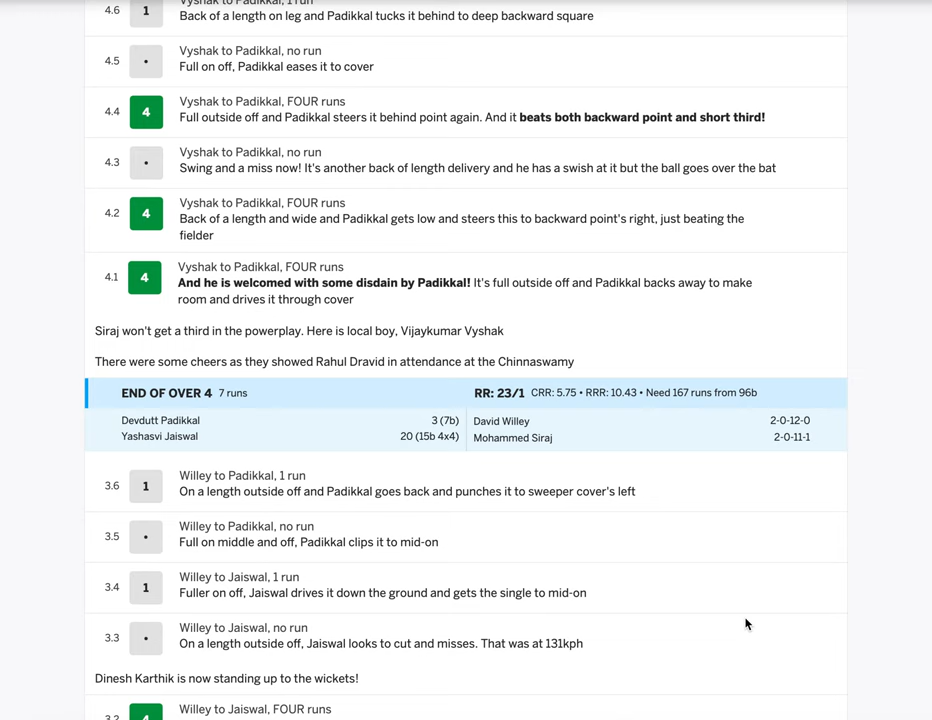 Vyshak to Padikkal, 1 run
4.6 1 Back of a length on leg and Padikkal tucks it behind to deep backward square
Vyshak to Padikkal, no run
4.5 • Full on off, Padikkal eases it to cover
Vyshak to Padikkal, FOUR runs
4.4 4 Full outside off and Padikkal steers it behind point again. And it beats both backward point and short third!
Vyshak to Padikkal, no run
4.3 • Swing and a miss now! It's another back of length delivery and he has a swish at it but the ball goes over the bat
Vyshak to Padikkal, FOUR runs
4.2 4 Back of a length and wide and Padikkal gets low and steers this to backward point's right, just beating the
fielder
Vyshak to Padikkal, FOUR runs
4.1 4 And he is welcomed with some disdain by Padikkal! It's full outside off and Padikkal backs away to make
room and drives it through cover
Siraj won't get a third in the powerplay. Here is local boy, Vijaykumar Vyshak
There were some cheers as they showed Rahul Dravid in attendance at the Chinnaswamy
END OF OVER 4 7 runs RR: 23/1 CRR: 5.75 • RRR: 10.43 • Need 167 runs from 96b
Devdutt Padikkal 3 (7b) David Willey 2-0-12-0
Yashasvi Jaiswal 20 (15b 4x4) Mohammed Siraj 2-0-11-1
Willey to Padikkal, 1 run
3.6 1 On a length outside off and Padikkal goes back and punches it to sweeper cover's left
Willey to Padikkal, no run
3.5 • Full on middle and off, Padikkal clips it to mid-on
Willey to Jaiswal, 1 run
3.4 1 Fuller on off, Jaiswal drives it down the ground and gets the single to mid-on
Willey to Jaiswal, no run
3.3 • On a length outside off, Jaiswal looks to cut and misses. That was at 131kph
Dinesh Karthik is now standing up to the wickets!
Willey to Jaiswal, FOUR runs
3.2 4